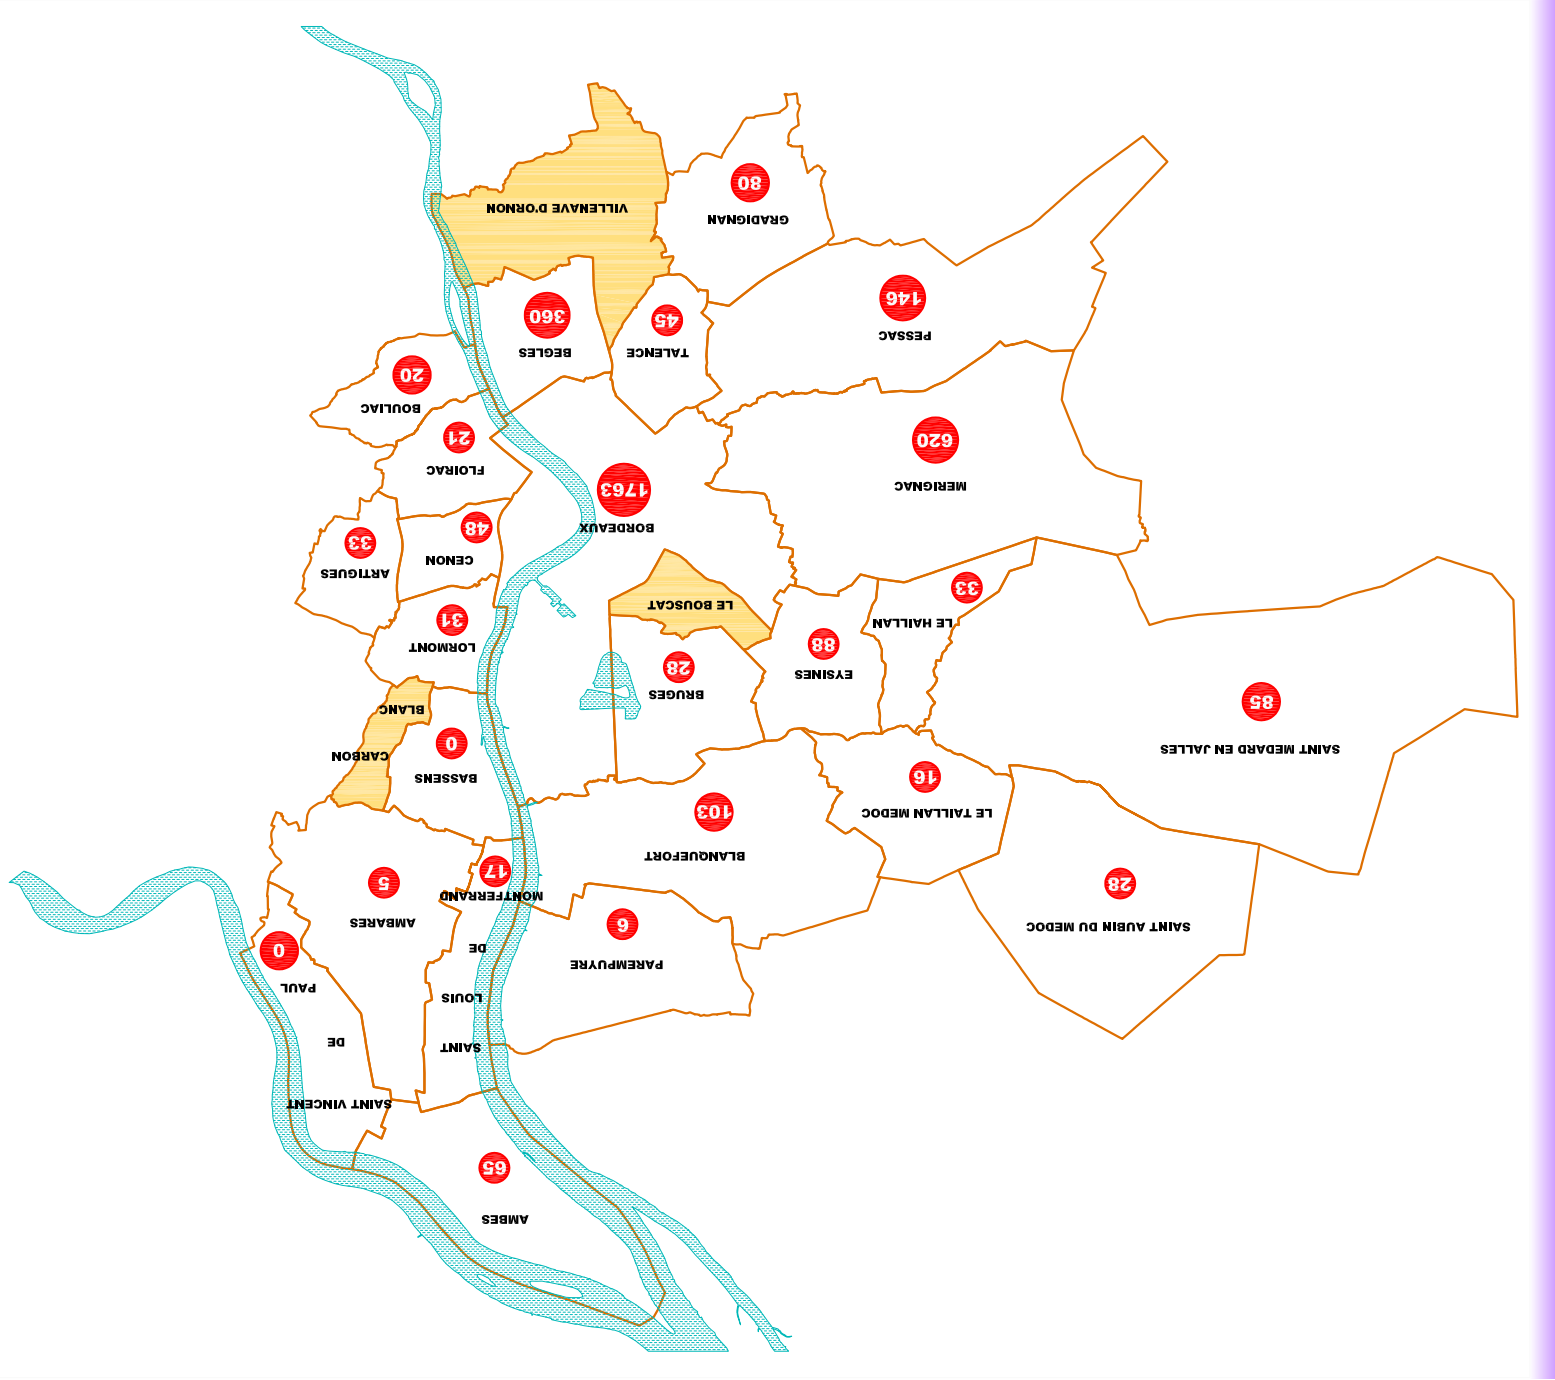 AMBES
65
SAINT VINCENT
DE
PAUL
0
SAINT
LOUIS
DE
MONTFERRAND
17
PAREMPUYRE
6
AMBARES
5
SAINT AUBIN DU MEDOC
28
BLANQUEFORT
103
LE TAILLAN MEDOC
16
BASSENS
0
CARBON
BLANC
SAINT MEDARD EN JALLES
85
BRUGES
28
EYSINES
88
LORMONT
31
LE HAILLAN
33
LE BOUSCAT
ARTIGUES
33
CENON
48
BORDEAUX
1763
MERIGNAC
620
FLOIRAC
21
BOULIAC
20
BEGLES
360
TALENCE
45
PESSAC
146
GRADIGNAN
80
VILLENAVE D'ORNON